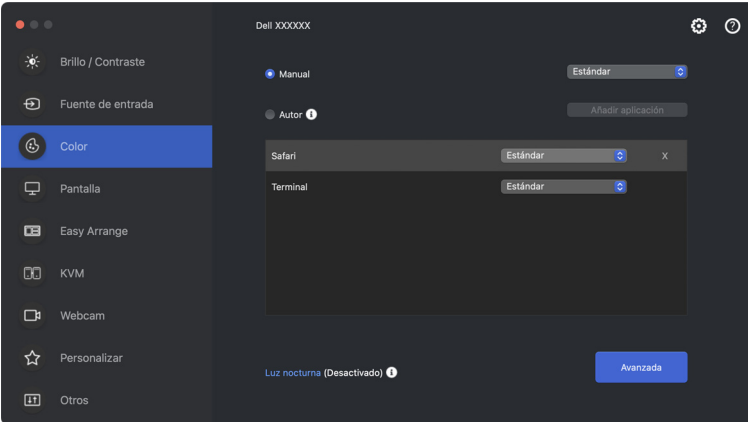 Dell XXXXXX
Brillo / Contraste
Fuente de entrada
Color
Pantalla
Easy Arrange
KVM
Webcam
Personalizar
Otros
Manual
Estándar
Autor
Añadir aplicación
Safari
Estándar
X
Terminal
Estándar
Luz nocturna (Desactivado)
Avanzada